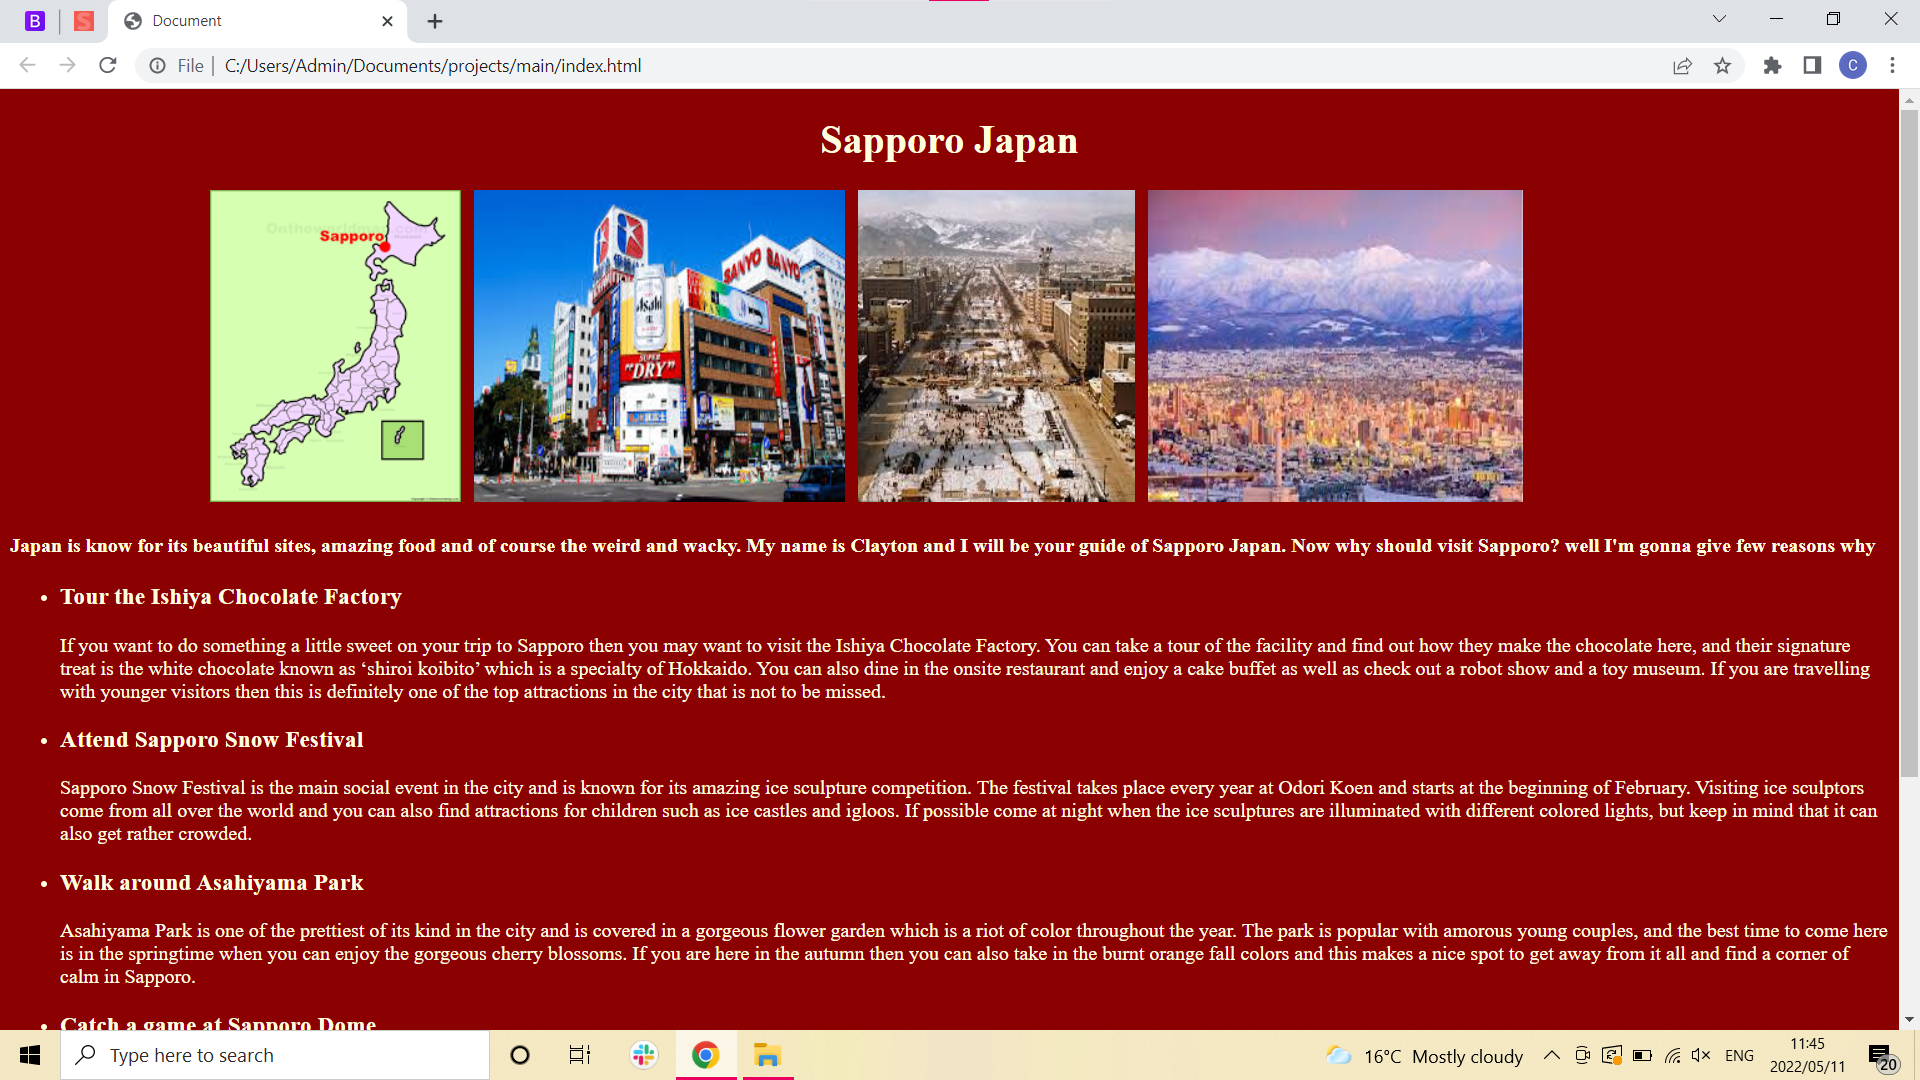 B
S
Document
File
C:/Users/Admin/Documents/projects/main/index.html
C
Sapporo Japan
Sapporo
SANYO SANYO
Asahi
SUPER
"DRY"
Japan is know for its beautiful sites, amazing food and of course the weird and wacky. My name is Clayton and I will be your guide of Sapporo Japan. Now why should visit Sapporo? well I'm gonna give few reasons why
• Tour the Ishiya Chocolate Factory
If you want to do something a little sweet on your trip to Sapporo then you may want to visit the Ishiya Chocolate Factory. You can take a tour of the facility and find out how they make the chocolate here, and their signature
treat is the white chocolate known as ‘shiroi koibito’ which is a specialty of Hokkaido. You can also dine in the onsite restaurant and enjoy a cake buffet as well as check out a robot show and a toy museum. If you are travelling
with younger visitors then this is definitely one of the top attractions in the city that is not to be missed.
• Attend Sapporo Snow Festival
Sapporo Snow Festival is the main social event in the city and is known for its amazing ice sculpture competition. The festival takes place every year at Odori Koen and starts at the beginning of February. Visiting ice sculptors
come from all over the world and you can also find attractions for children such as ice castles and igloos. If possible come at night when the ice sculptures are illuminated with different colored lights, but keep in mind that it can
also get rather crowded.
• Walk around Asahiyama Park
Asahiyama Park is one of the prettiest of its kind in the city and is covered in a gorgeous flower garden which is a riot of color throughout the year. The park is popular with amorous young couples, and the best time to come here
is in the springtime when you can enjoy the gorgeous cherry blossoms. If you are here in the autumn then you can also take in the burnt orange fall colors and this makes a nice spot to get away from it all and find a corner of
calm in Sapporo.
• Catch a game at Sapporo Dome
Type here to search
16°C Mostly cloudy
ENG
11:45
2022/05/11
20